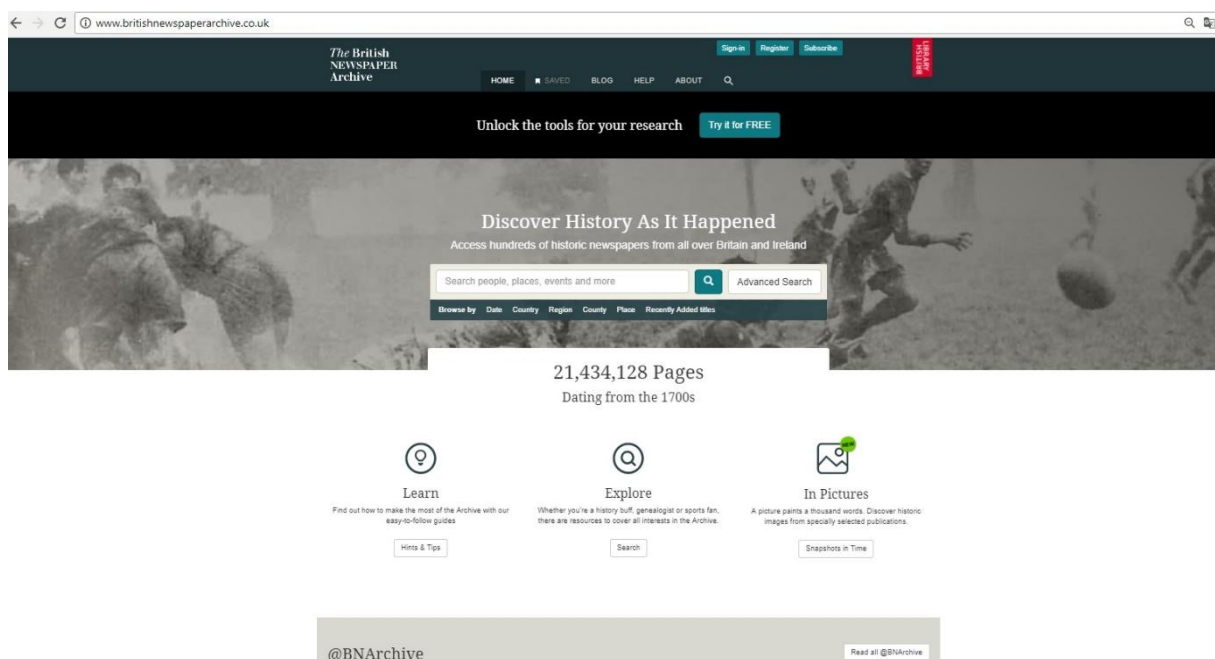 www.britishnewspaperarchive.co.uk
The British
NEWSPAPER
Archive
Sign-in Register Subscribe
BRITISH
LIBRARY
HOME SAVED BLOG HELP ABOUT
Unlock the tools for your research Try it for FREE
Discover History As It Happened
Access hundreds of historic newspapers from all over Britain and Ireland
Search people, places, events and more Advanced Search
Browse by Date Country Region County Place Recently Added titles
21,434,128 Pages
Dating from the 1700s
NEW
Learn
Find out how to make the most of the Archive with our
easy-to-follow guides
Hints & Tips
Explore
Whether you're a history buff, genealogist or sports fan,
there are resources to cover all interests in the Archive.
Search
In Pictures
A picture paints a thousand words. Discover historic
images from specially selected publications.
Snapshots in Time
@BNArchive Read all @BNArchive